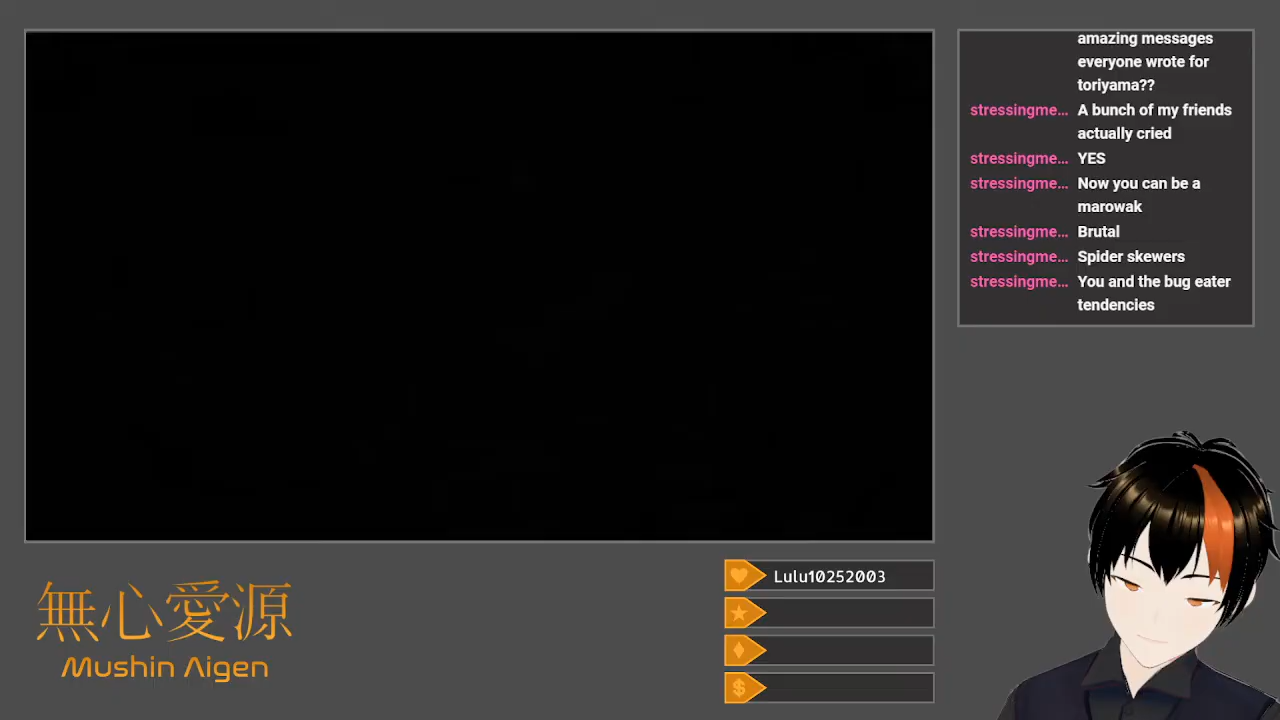 amazing messages
everyone wrote for
toriyama??
stressingme... A bunch of my friends
actually cried
stressingme... YES
stressingme... Now you can be a
marowak
stressingme... Brutal
stressingme... Spider skewers
stressingme... You and the bug eater
tendencies
Lulu10252003
無心愛源
Mushin Aigen
$